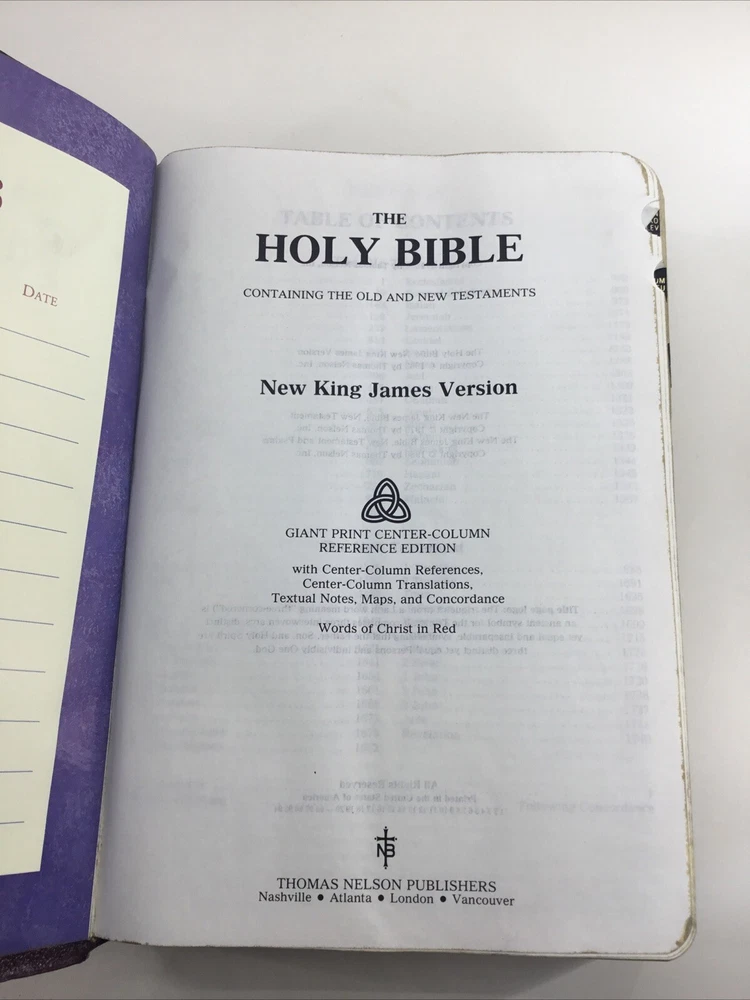 DATE
THE
HOLY BIBLE
CONTAINING THE OLD AND NEW TESTAMENTS
New King James Version
GIANT PRINT CENTER-COLUMN
REFERENCE EDITION
with Center-Column References,
Center-Column Translations,
Textual Notes, Maps, and Concordance
Words of Christ in Red
NB
THOMAS NELSON PUBLISHERS
Nashville • Atlanta • London • Vancouver